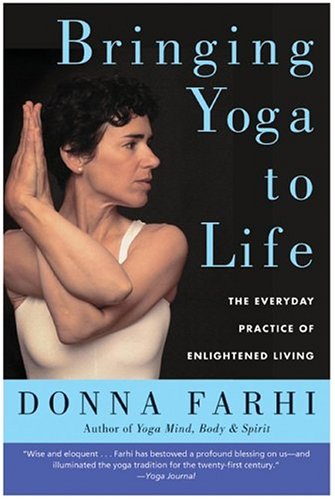 Bringing
Yoga
to
Life
THE EVERYDAY
PRACTICE OF
ENLIGHTENED LIVING
DONNA FARHI
Author of Yoga Mind, Body & Spirit
"Wise and eloquent . . . Farhi has bestowed a profound blessing on us—and
illuminated the yoga tradition for the twenty-first century."
—Yoga Journal